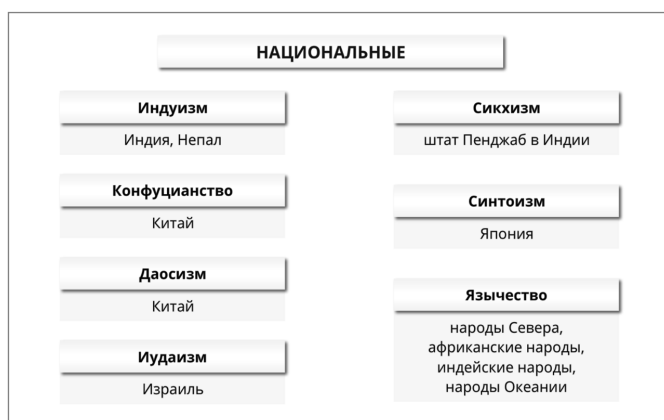 НАЦИОНАЛЬНЫЕ
Индуизм
Индия, Непал
Конфуцианство
Китай
Даосизм
Китай
Иудаизм
Израиль
Сикхизм
штат Пенджаб в Индии
Синтоизм
Япония
Язычество
народы Севера,
африканские народы,
индейские народы,
народы Океании